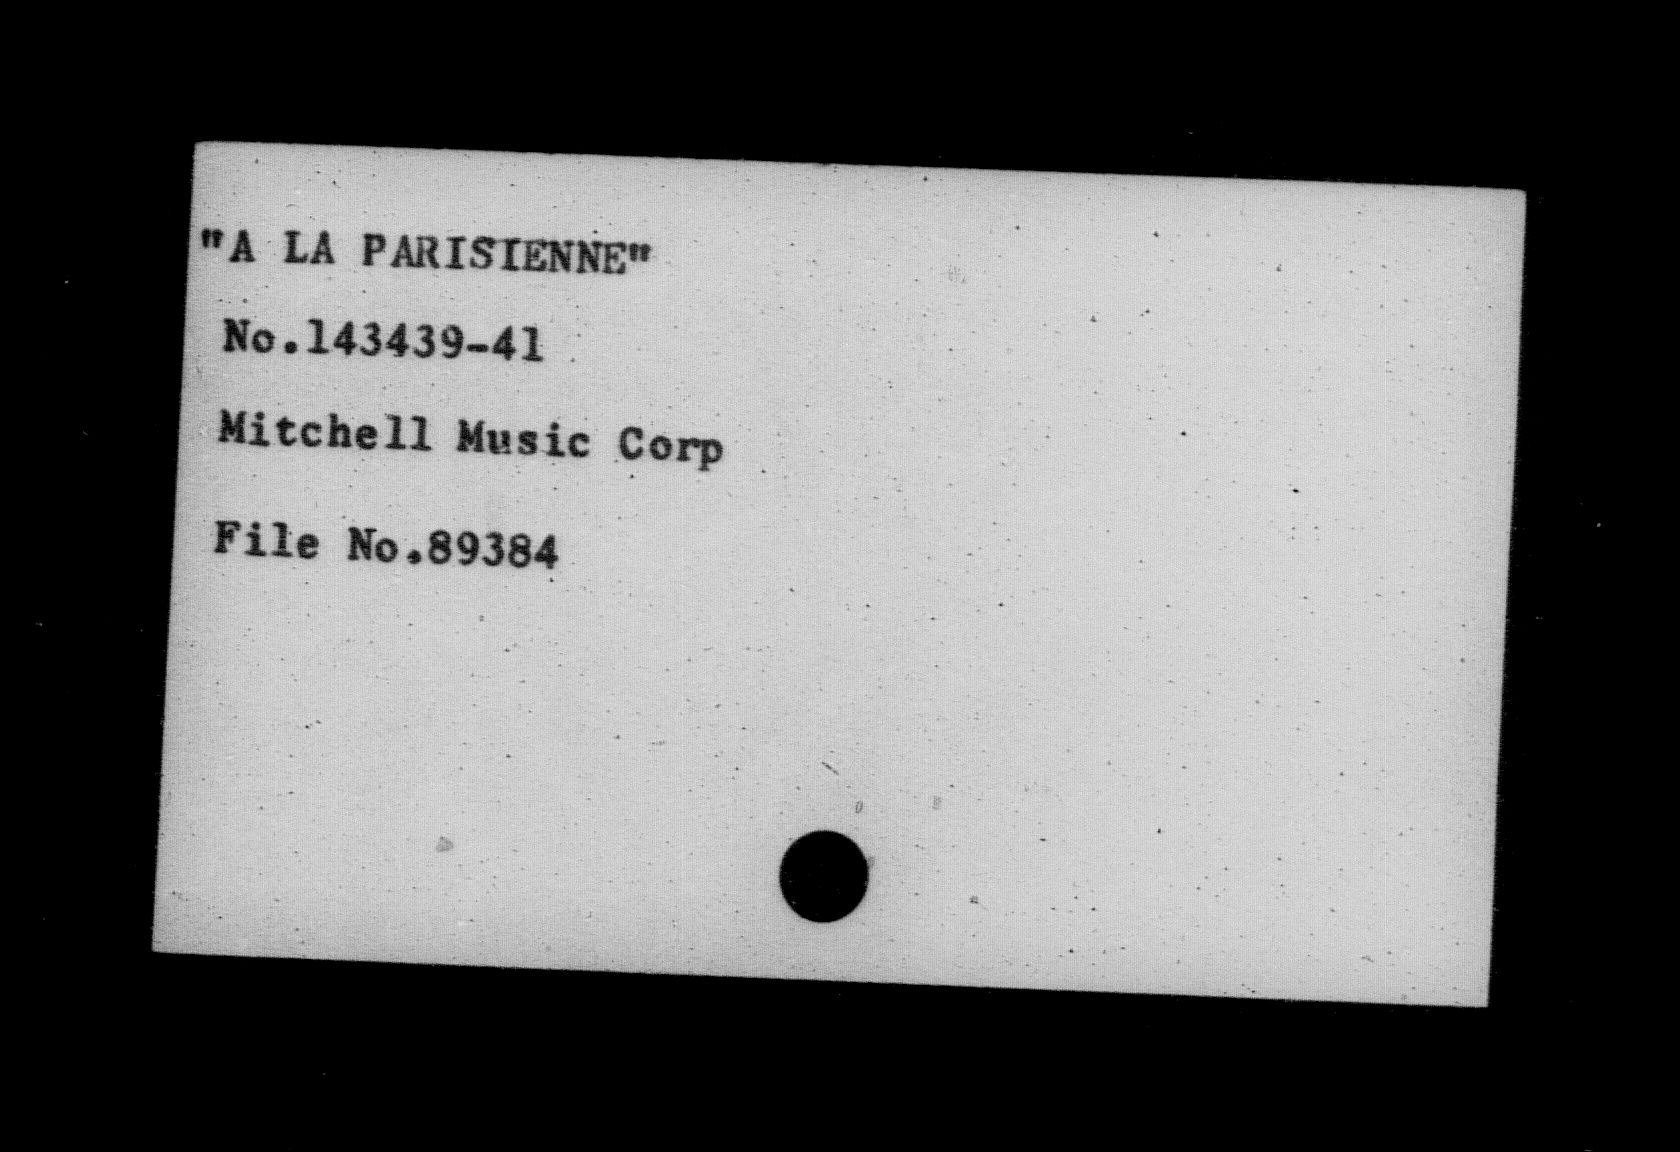 "A LA PARISIENNE"
No.143439-41
Mitchell Music Corp
File No.89384